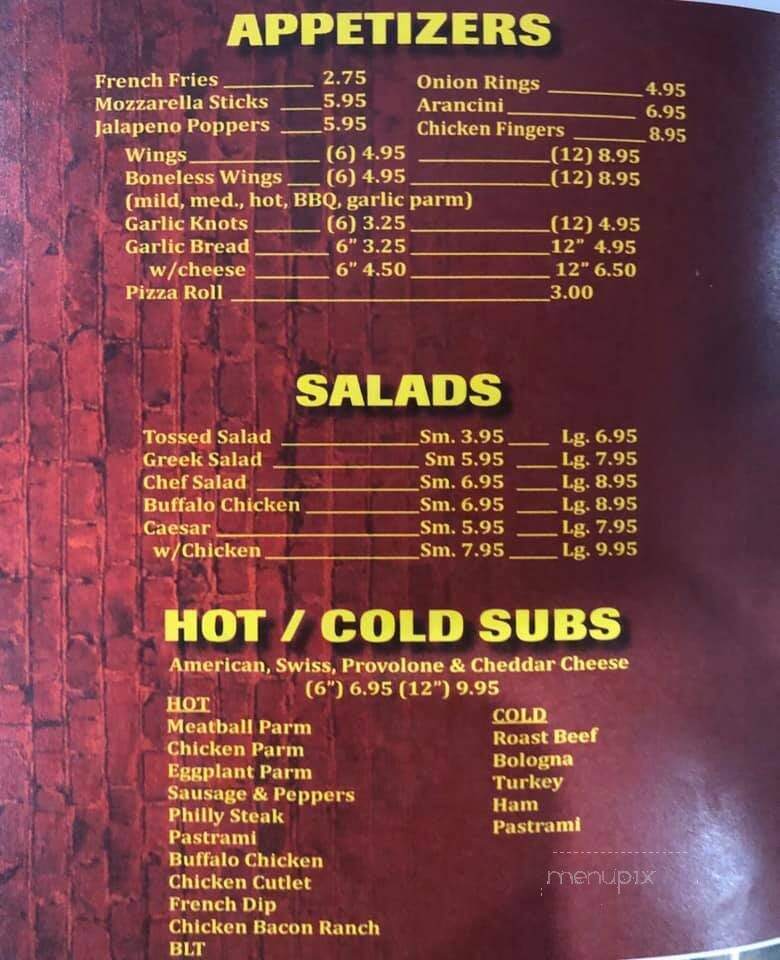 APPETIZERS
French Fries 2.75 Onion Rings 4.95
Mozzarella Sticks 5.95 Arancini 6.95
Jalapeno Poppers 5.95 Chicken Fingers 8.95
Wings (6) 4.95 (12) 8.95
Boneless Wings (6) 4.95 (12) 8.95
(mild, med., hot, BBQ, garlic parm)
Garlic Knots (6) 3.25 (12) 4.95
Garlic Bread 6" 3.25 12" 4.95
w/cheese 6" 4.50 12" 6.50
Pizza Roll 3.00
SALADS
Tossed Salad Sm. 3.95 Lg. 6.95
Greek Salad Sm 5.95 Lg. 7.95
Chef Salad Sm. 6.95 Lg. 8.95
Buffalo Chicken Sm. 6.95 Lg. 8.95
Caesar Sm. 5.95 Lg. 7.95
w/Chicken Sm. 7.95 Lg. 9.95
HOT / COLD SUBS
American, Swiss, Provolone & Cheddar Cheese
(6") 6.95 (12") 9.95
HOT
Meatball Parm
Chicken Parm
Eggplant Parm
Sausage & Peppers
Philly Steak
Pastrami
Buffalo Chicken
Chicken Cutlet
French Dip
Chicken Bacon Ranch
BLT
COLD
Roast Beef
Bologna
Turkey
Ham
Pastrami
menupix